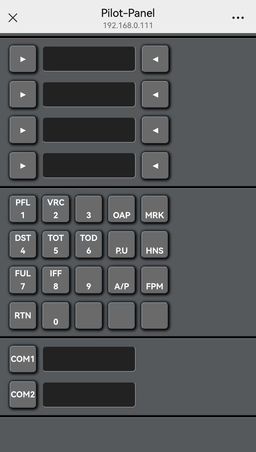 Pilot-Panel
192.168.0.111
PFL VRC
1 2 3 OAP MRK
DST TOT TOD
4 5 6 P.U HNS
FUL IFF
7 8 9 A/P FPM
RTN 0
COM1
COM2